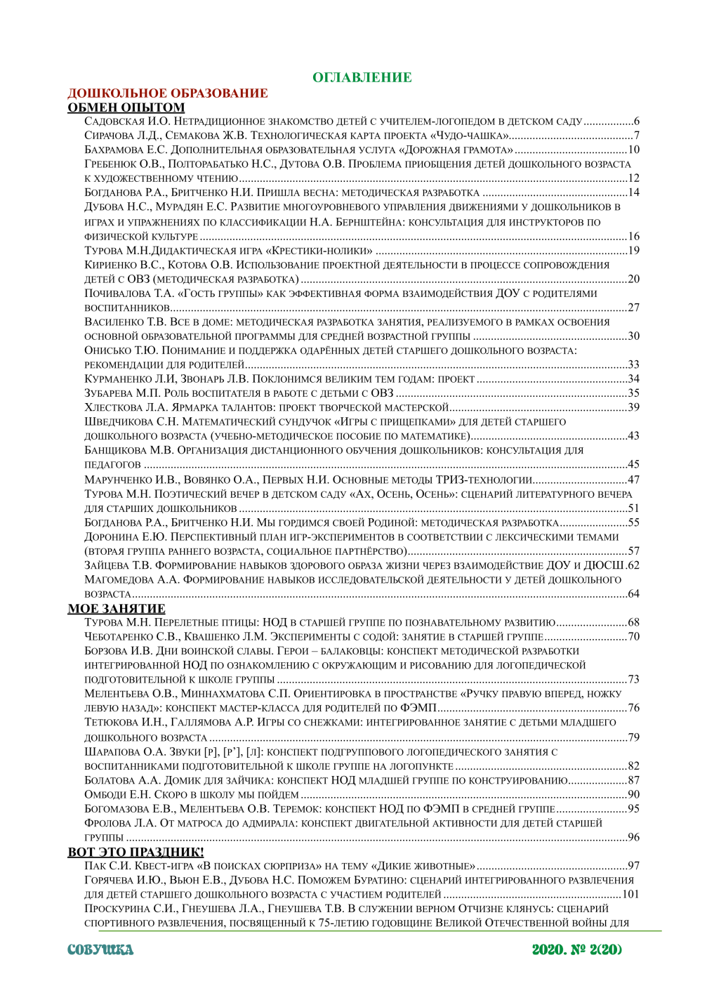 ОГЛАВЛЕНИЕ
ДОШКОЛЬНОЕ ОБРАЗОВАНИЕ
ОБМЕН ОПЫТОМ
Садовская И.О. Нетрадиционное знакомство детей с учителем-логопедом в детском саду.................6
Сирачова Л.Д., Семакова Ж.В. Технологическая карта проекта «Чудо-чашка»..........................................7
Бахрамова Е.С. Дополнительная образовательная услуга «Дорожная грамота»......................................10
Гребенюк О.В., Полторабатько Н.С., Дутова О.В. Проблема приобщения детей дошкольного возраста
к художественному чтению....................................................................................................................................12
Богданова Р.А., Бритченко Н.И. Пришла весна: методическая разработка .................................................14
Дубова Н.С., Мурадян Е.С. Развитие многоуровневого управления движениями у дошкольников в
играх и упражнениях по классификации Н.А. Бернштейна: консультация для инструкторов по
физической культуре .................................................................................................................................................16
Турова М.Н.Дидактическая игра «Крестики-нолики» .....................................................................................19
Кириенко В.С., Котова О.В. Использование проектной деятельности в процессе сопровождения
детей с ОВЗ (методическая разработка)..............................................................................................................20
Почивалова Т.А. «Гость группы» как эффективная форма взаимодействия ДОУ с родителями
воспитанников...........................................................................................................................................................27
Василенко Т.В. Все в доме: методическая разработка занятия, реализуемого в рамках освоения
основной образовательной программы для средней возрастной группы ....................................................30
Онисько Т.Ю. Понимание и поддержка одарённых детей старшего дошкольного возраста:
рекомендации для родителей..................................................................................................................................33
Курманенко Л.И, Звонарь Л.В. Поклонимся великим тем годам: проект...................................................34
Зубарева М.П. Роль воспитателя в работе с детьми с ОВЗ ..............................................................................35
Хлесткова Л.А. Ярмарка талантов: проект творческой мастерской............................................................39
Шведчикова С.Н. Математический сундучок «Игры с прищепками» для детей старшего
дошкольного возраста (учебно-методическое пособие по математике).....................................................43
Банщикова М.В. Организация дистанционного обучения дошкольников: консультация для
педагогов ....................................................................................................................................................................45
Марунченко И.В., Вовянко О.А., Первых Н.И. Основные методы ТРИЗ-технологии................................47
Турова М.Н. Поэтический вечер в детском саду «Ах, Осень, Осень»: сценарий литературного вечера
для старших дошкольников ...................................................................................................................................51
Богданова Р.А., Бритченко Н.И. Мы гордимся своей Родиной: методическая разработка.......................55
Доронина Е.Ю. Перспективный план игр-экспериментов в соответствии с лексическими темами
(вторая группа раннего возраста, социальное партнёрство)..........................................................................57
Зайцева Т.В. Формирование навыков здорового образа жизни через взаимодействие ДОУ и ДЮСШ.62
Магомедова А.А. Формирование навыков исследовательской деятельности у детей дошкольного
возраста.......................................................................................................................................................................64
МОЕ ЗАНЯТИЕ
Турова М.Н. Перелетные птицы: НОД в старшей группе по познавательному развитию........................68
Чеботаренко С.В., Квашенко Л.М. Эксперименты с содой: занятие в старшей группе............................70
Борзова И.В. Дни воинской славы. Герои – балаковцы: конспект методической разработки
интегрированной НОД по ознакомлению с окружающим и рисованию для логопедической
подготовительной к школе группы ......................................................................................................................73
Мелентьева О.В., Миннахматова С.П. Ориентировка в пространстве «Ручку правую вперед, ножку
левую назад»: конспект мастер-класса для родителей по ФЭМП................................................................76
Тетюкова И.Н., Галлямова А.Р. Игры со снежками: интегрированное занятие с детьми младшего
дошкольного возраста .............................................................................................................................................79
Шарапова О.А. Звуки [р], [р’], [л]: конспект подгруппового логопедического занятия с
воспитанниками подготовительной к школе группе на логопункте ..........................................................82
Болатова А.А. Домик для зайчика: конспект НОД младшей группе по конструированию....................87
Омбоди Е.Н. Скоро в школу мы пойдем ..............................................................................................................90
Богомазова Е.В., Мелентьева О.В. Теремок: конспект НОД по ФЭМП в средней группе........................95
Фролова Л.А. От матроса до адмирала: конспект двигательной активности для детей старшей
группы .........................................................................................................................................................................96
ВОТ ЭТО ПРАЗДНИК!
Пак С.И. Квест-игра «В поисках сюрприза» на тему «Дикие животные»...................................................97
Горячева И.Ю., Вьюн Е.В., Дубова Н.С. Поможем Буратино: сценарий интегрированного развлечения
для детей старшего дошкольного возраста с участием родителей ............................................................101
Проскурина С.И., Гнеушева Л.А., Гнеушева Т.В. В служении верном Отчизне клянусь: сценарий
спортивного развлечения, посвященный к 75-летию годовщине Великой Отечественной войны для
СОВУШКА
2020. № 2(20)